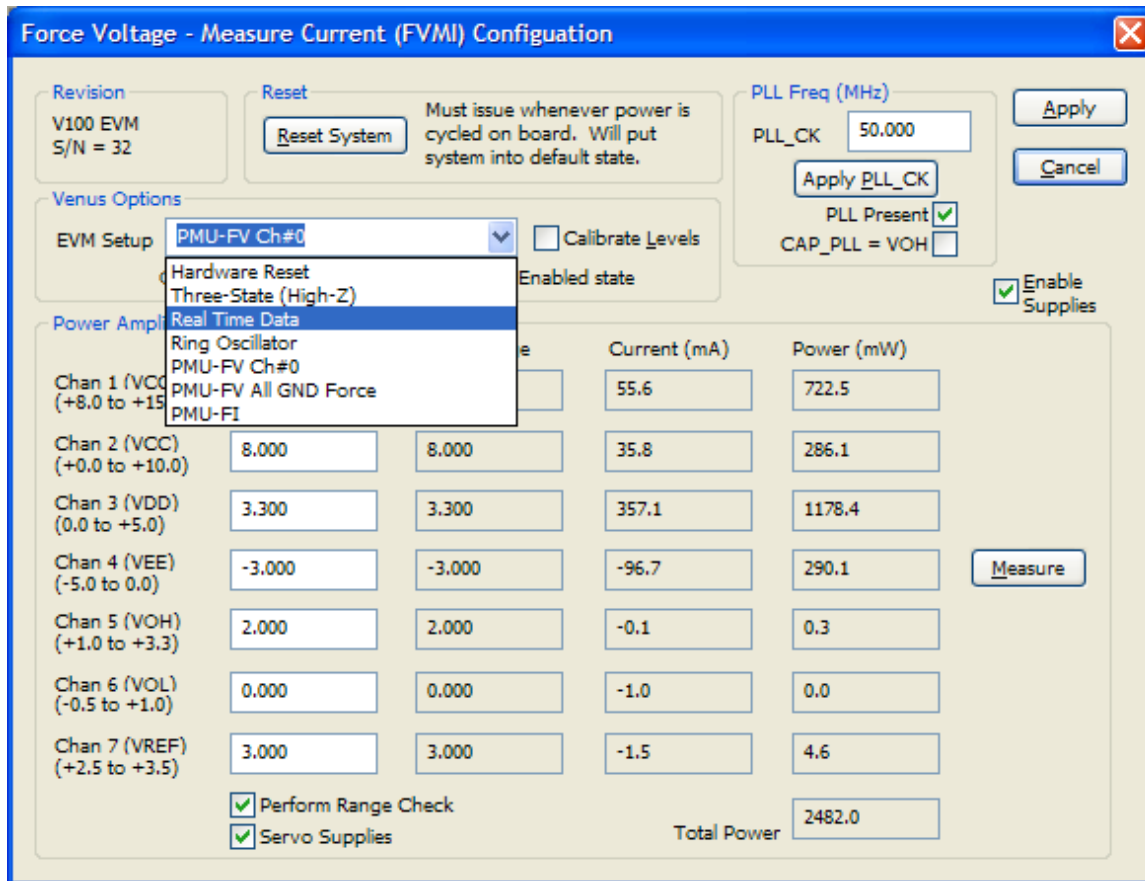 Force Voltage - Measure Current (FVMI) Configuation
Revision
V100 EVM
S/N = 32
Reset
Reset System
Must issue whenever power is
cycled on board. Will put
system into default state.
PLL Freq (MHz)
PLL_CK 50.000
Apply PLL_CK
PLL Present
CAP_PLL = VOH
Apply
Cancel
Venus Options
EVM Setup PMU-FV Ch#0
Calibrate Levels
Enabled state
Hardware Reset
Three-State (High-Z)
Real Time Data
Ring Oscillator
PMU-FV Ch#0
PMU-FV All GND Force
PMU-FI
Enable
Supplies
Power Ampli
Current (mA) Power (mW)
Chan 1 (VCC
(+8.0 to +15
55.6 722.5
Chan 2 (VCC)
(+0.0 to +10.0)
8.000 8.000 35.8 286.1
Chan 3 (VDD)
(0.0 to +5.0)
3.300 3.300 357.1 1178.4
Chan 4 (VEE)
(-5.0 to 0.0)
-3.000 -3.000 -96.7 290.1
Measure
Chan 5 (VOH)
(+1.0 to +3.3)
2.000 2.000 -0.1 0.3
Chan 6 (VOL)
(-0.5 to +1.0)
0.000 0.000 -1.0 0.0
Chan 7 (VREF)
(+2.5 to +3.5)
3.000 3.000 -1.5 4.6
Perform Range Check
Servo Supplies
Total Power 2482.0